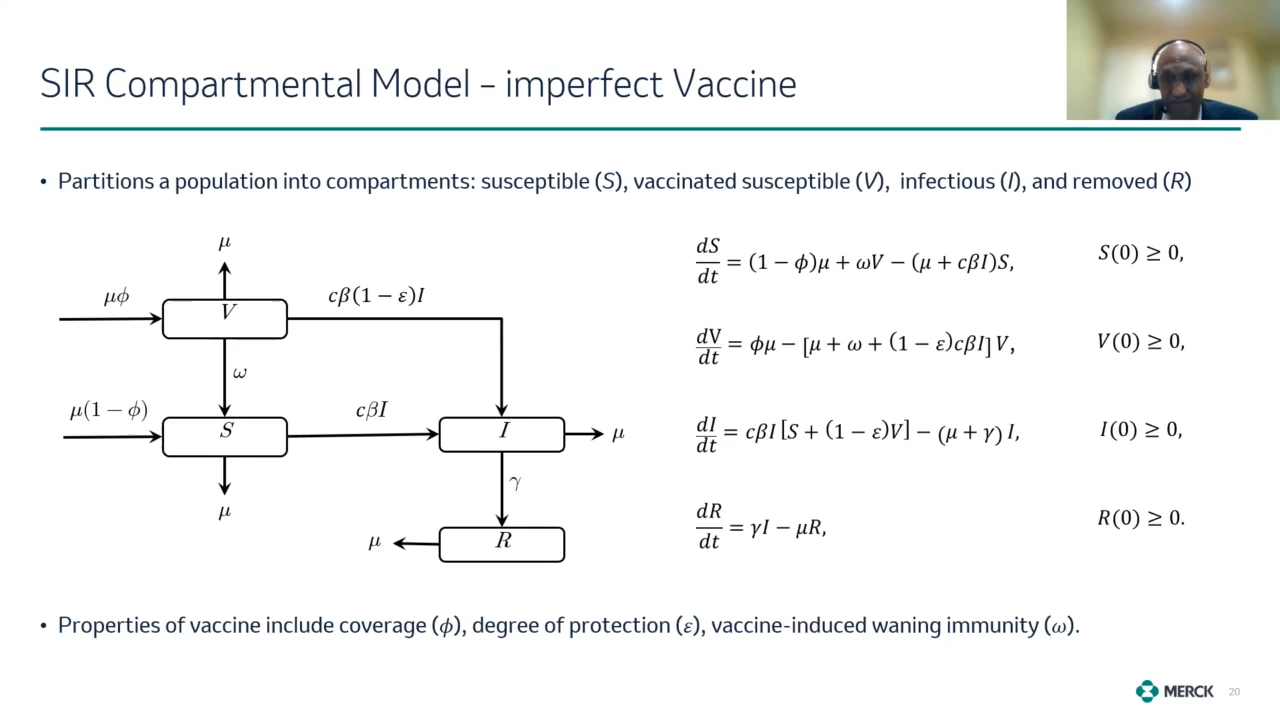 SIR Compartmental Model – imperfect Vaccine
• Partitions a population into compartments: susceptible (S), vaccinated susceptible (V), infectious (I), and removed (R)
μ
μϕ
V
cβ(1 − ε)I
ω
μ(1 − ϕ)
S
cβI
I
μ
μ
γ
μ
R
dS/dt = (1 − ϕ)μ + ωV − (μ + cβI)S, S(0) ≥ 0,
dV/dt = ϕμ − [μ + ω + (1 − ε)cβI] V, V(0) ≥ 0,
dI/dt = cβI [S + (1 − ε)V] − (μ + γ) I, I(0) ≥ 0,
dR/dt = γI − μR, R(0) ≥ 0.
• Properties of vaccine include coverage (ϕ), degree of protection (ε), vaccine-induced waning immunity (ω).
MERCK 20